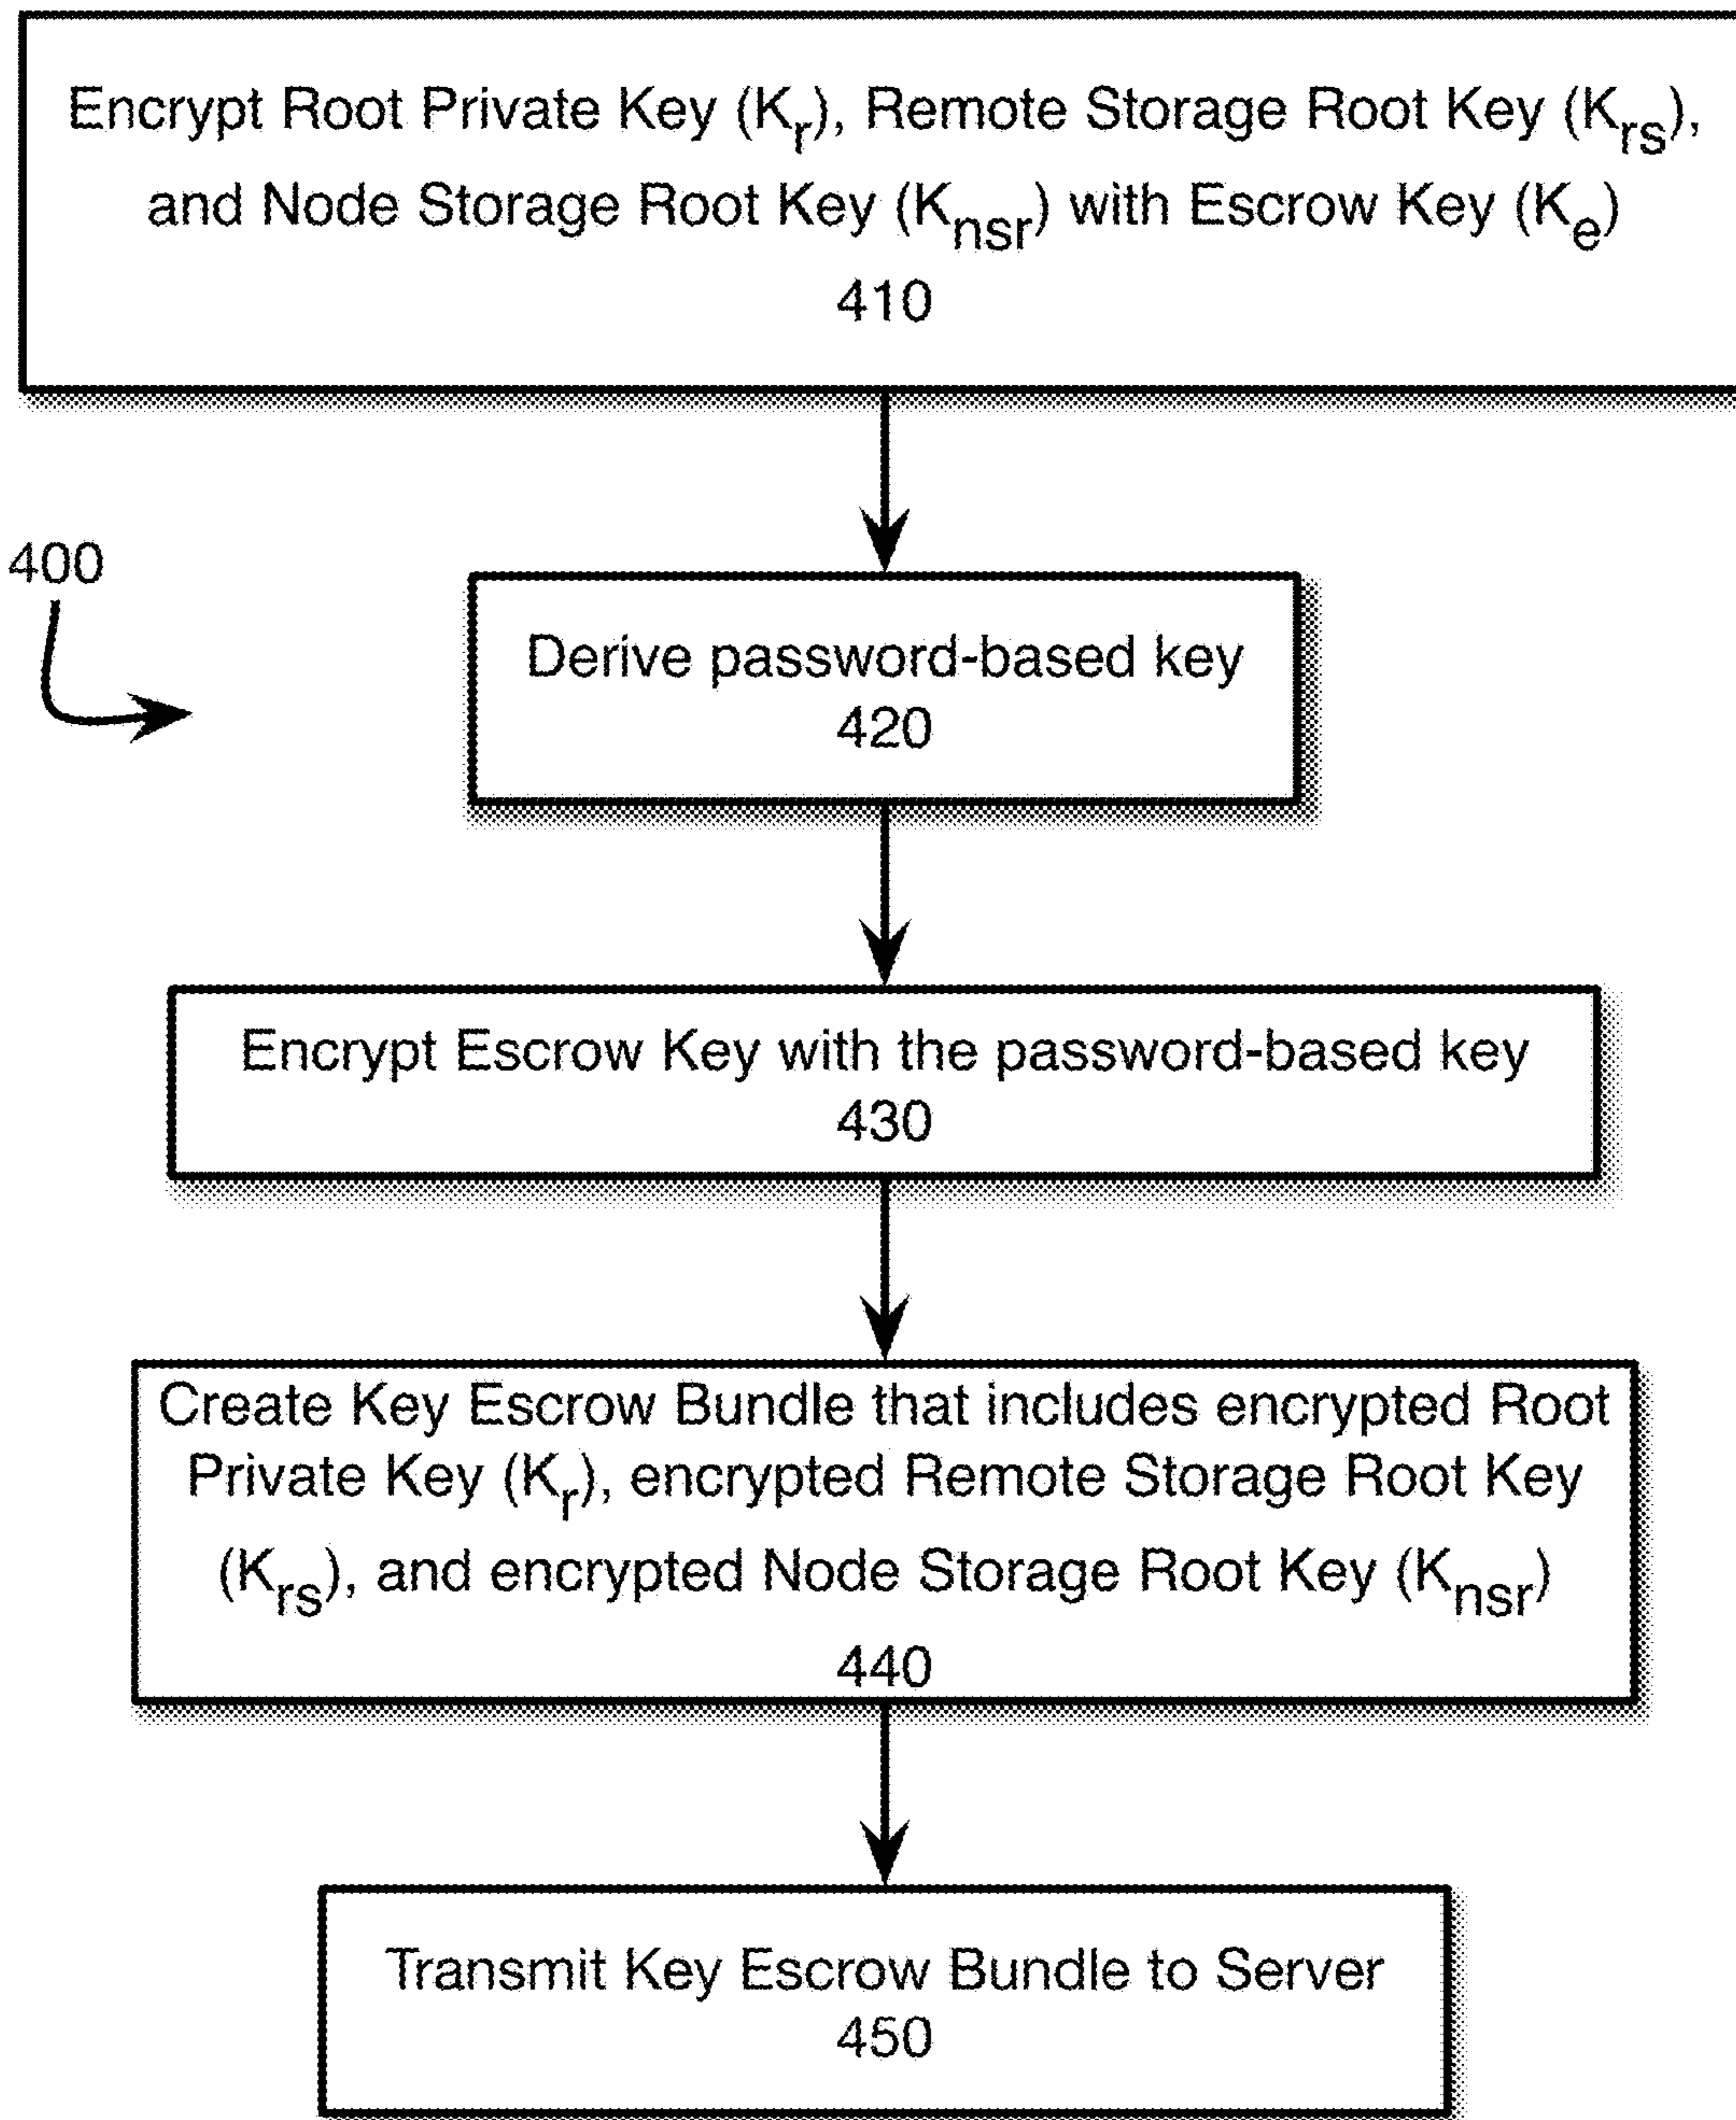 Encrypt Root Private Key (Kr), Remote Storage Root Key (Krs),
and Node Storage Root Key (Knsr) with Escrow Key (Ke)
410
400
Derive password-based key
420
Encrypt Escrow Key with the password-based key
430
Create Key Escrow Bundle that includes encrypted Root
Private Key (Kr), encrypted Remote Storage Root Key
(Krs), and encrypted Node Storage Root Key (Knsr)
440
Transmit Key Escrow Bundle to Server
450